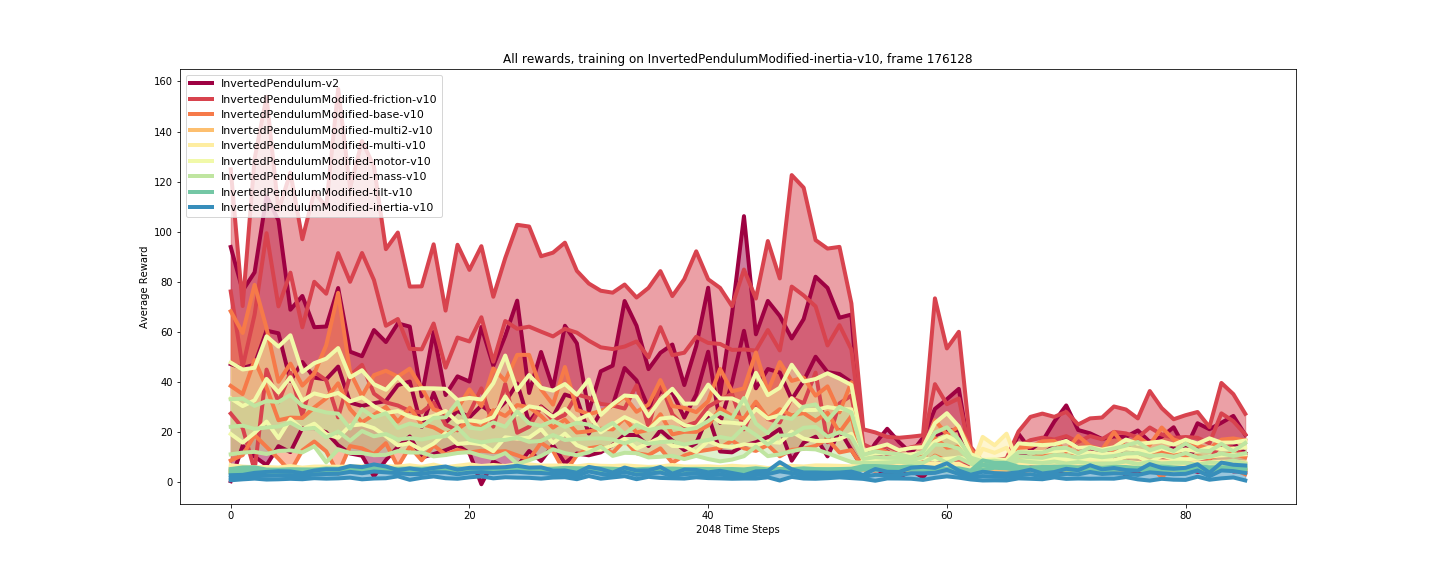 All rewards, training on InvertedPendulumModified-inertia-v10, frame 176128
160
140
120
100
80
60
40
20
0
Average Reward
InvertedPendulum-v2
InvertedPendulumModified-friction-v10
InvertedPendulumModified-base-v10
InvertedPendulumModified-multi2-v10
InvertedPendulumModified-multi-v10
InvertedPendulumModified-motor-v10
InvertedPendulumModified-mass-v10
InvertedPendulumModified-tilt-v10
InvertedPendulumModified-inertia-v10
0 20 40 60 80
2048 Time Steps